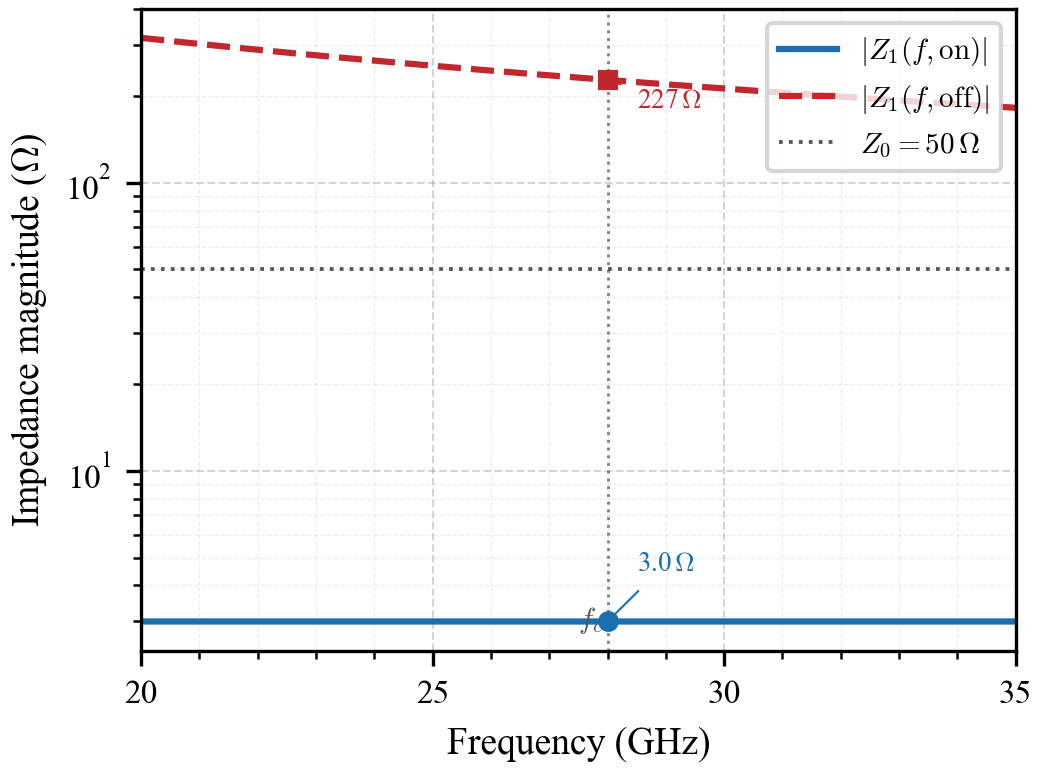 |Z₁(f, on)|
|Z₁(f, off)|
Z₀ = 50 Ω
227 Ω
10²
10¹
3.0 Ω
20 25 30 35
Frequency (GHz)
Impedance magnitude (Ω)